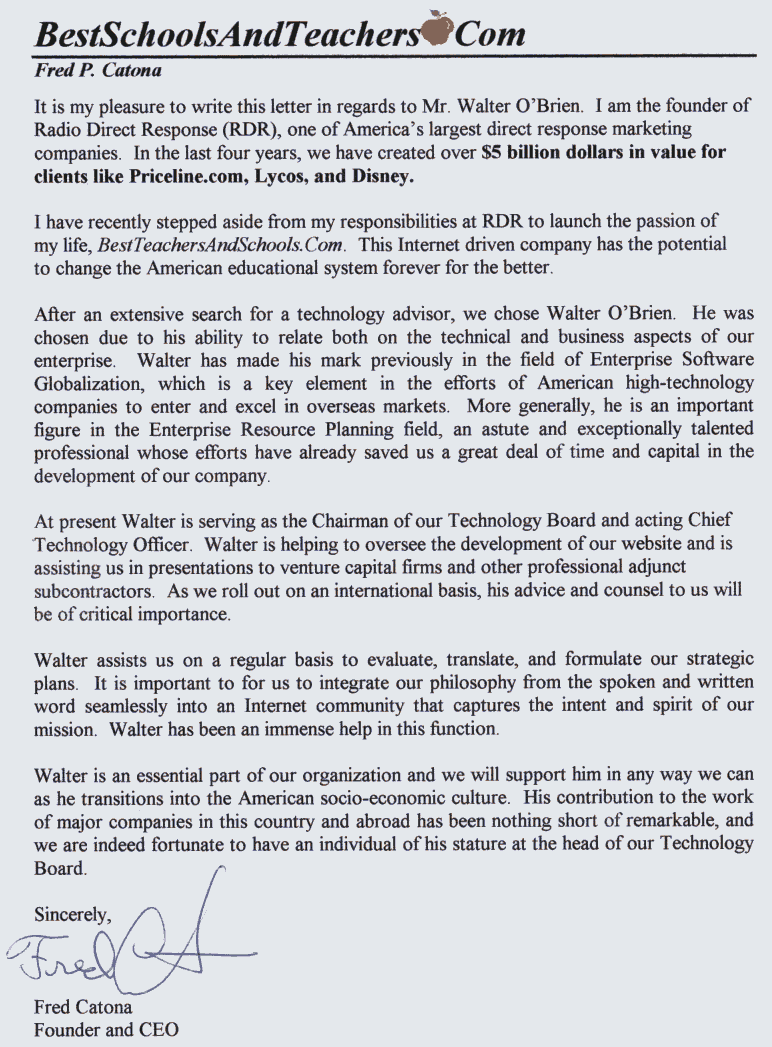 BestSchoolsAndTeachers Com
Fred P. Catona
It is my pleasure to write this letter in regards to Mr. Walter O'Brien. I am the founder of
Radio Direct Response (RDR), one of America's largest direct response marketing
companies. In the last four years, we have created over $5 billion dollars in value for
clients like Priceline.com, Lycos, and Disney.
I have recently stepped aside from my responsibilities at RDR to launch the passion of
my life, BestTeachersAndSchools.Com. This Internet driven company has the potential
to change the American educational system forever for the better.
After an extensive search for a technology advisor, we chose Walter O'Brien. He was
chosen due to his ability to relate both on the technical and business aspects of our
enterprise. Walter has made his mark previously in the field of Enterprise Software
Globalization, which is a key element in the efforts of American high-technology
companies to enter and excel in overseas markets. More generally, he is an important
figure in the Enterprise Resource Planning field, an astute and exceptionally talented
professional whose efforts have already saved us a great deal of time and capital in the
development of our company.
At present Walter is serving as the Chairman of our Technology Board and acting Chief
Technology Officer. Walter is helping to oversee the development of our website and is
assisting us in presentations to venture capital firms and other professional adjunct
subcontractors. As we roll out on an international basis, his advice and counsel to us will
be of critical importance.
Walter assists us on a regular basis to evaluate, translate, and formulate our strategic
plans. It is important to for us to integrate our philosophy from the spoken and written
word seamlessly into an Internet community that captures the intent and spirit of our
mission. Walter has been an immense help in this function.
Walter is an essential part of our organization and we will support him in any way we can
as he transitions into the American socio-economic culture. His contribution to the work
of major companies in this country and abroad has been nothing short of remarkable, and
we are indeed fortunate to have an individual of his stature at the head of our Technology
Board.
Sincerely,
Fred
Fred Catona
Founder and CEO